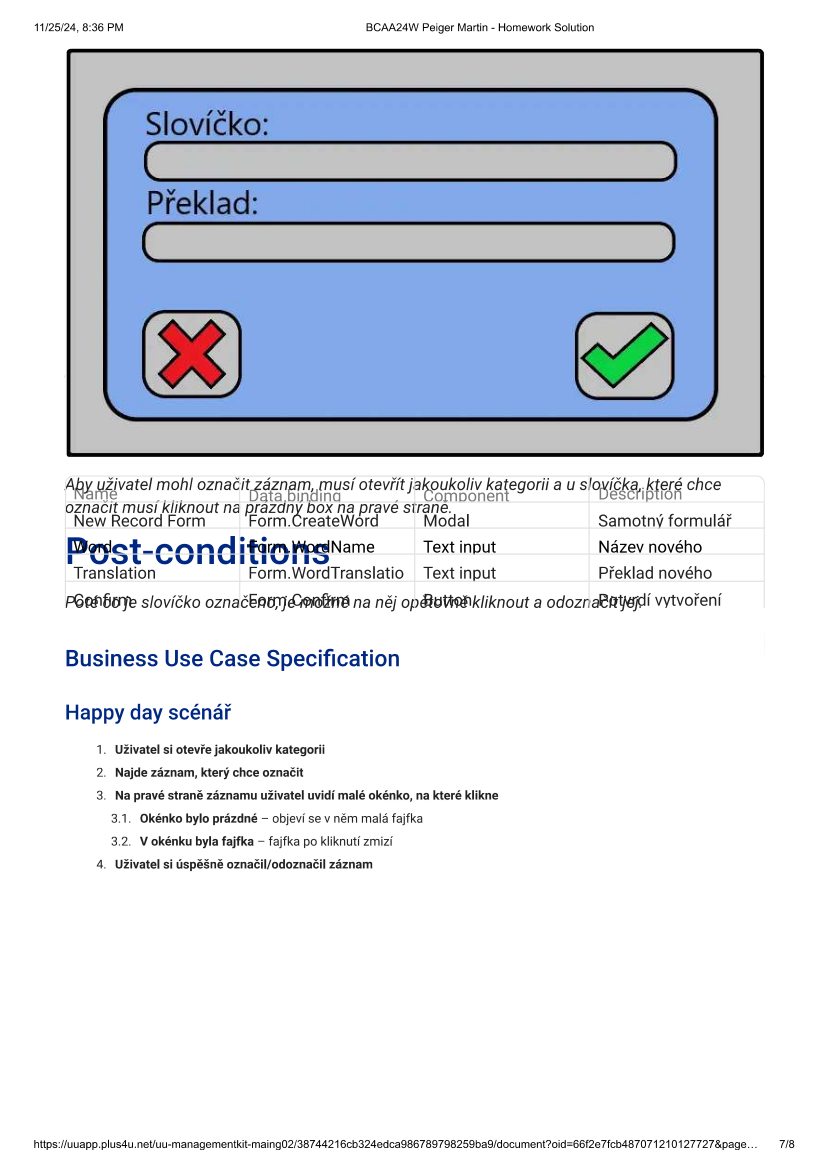 11/25/24, 8:36 PM BCAA24W Peiger Martin - Homework Solution
Slovíčko:
Překlad:
Aby uživatel mohl označit záznam, musí otevřít jakoukoliv kategorii a u slovíčka, které chce
označit musí kliknout na prázdný box na pravé straně.
Name Data binding Component Description
New Record Form Form.CreateWord Modal Samotný formulář
Post-conditions
Word Form.WordName Text input Název nového
Translation Form.WordTranslatio Text input Překlad nového
Confirm Form.Confirm Button Potvrdí vytvoření
Poté co je slovíčko označeno, je možné na něj opětovně kliknout a odoznačit jej.
Business Use Case Specification
Happy day scénář
1. Uživatel si otevře jakoukoliv kategorii
2. Najde záznam, který chce označit
3. Na pravé straně záznamu uživatel uvidí malé okénko, na které klikne
3.1. Okénko bylo prázdné – objeví se v něm malá fajfka
3.2. V okénku byla fajfka – fajfka po kliknutí zmizí
4. Uživatel si úspěšně označil/odoznačil záznam
https://uuapp.plus4u.net/uu-managementkit-maing02/38744216cb324edca986789798259ba9/document?oid=66f2e7fcb487071210127727&page… 7/8